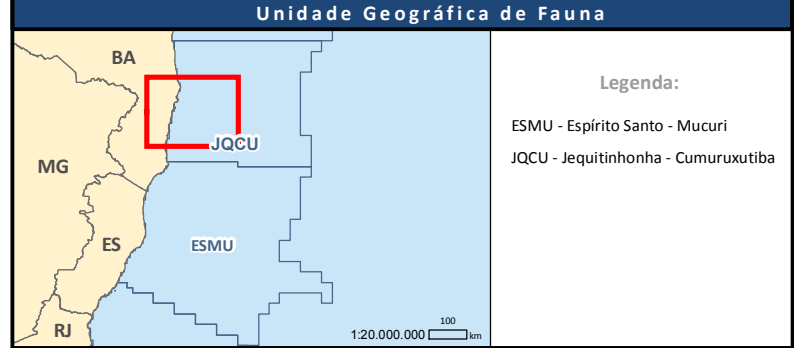 Unidade Geográfica de Fauna
BA
MG
JQCU
ES
ESMU
RJ
100
1:20.000.000 km
Legenda:
ESMU - Espírito Santo - Mucuri
JQCU - Jequitinhonha - Cumuruxutiba